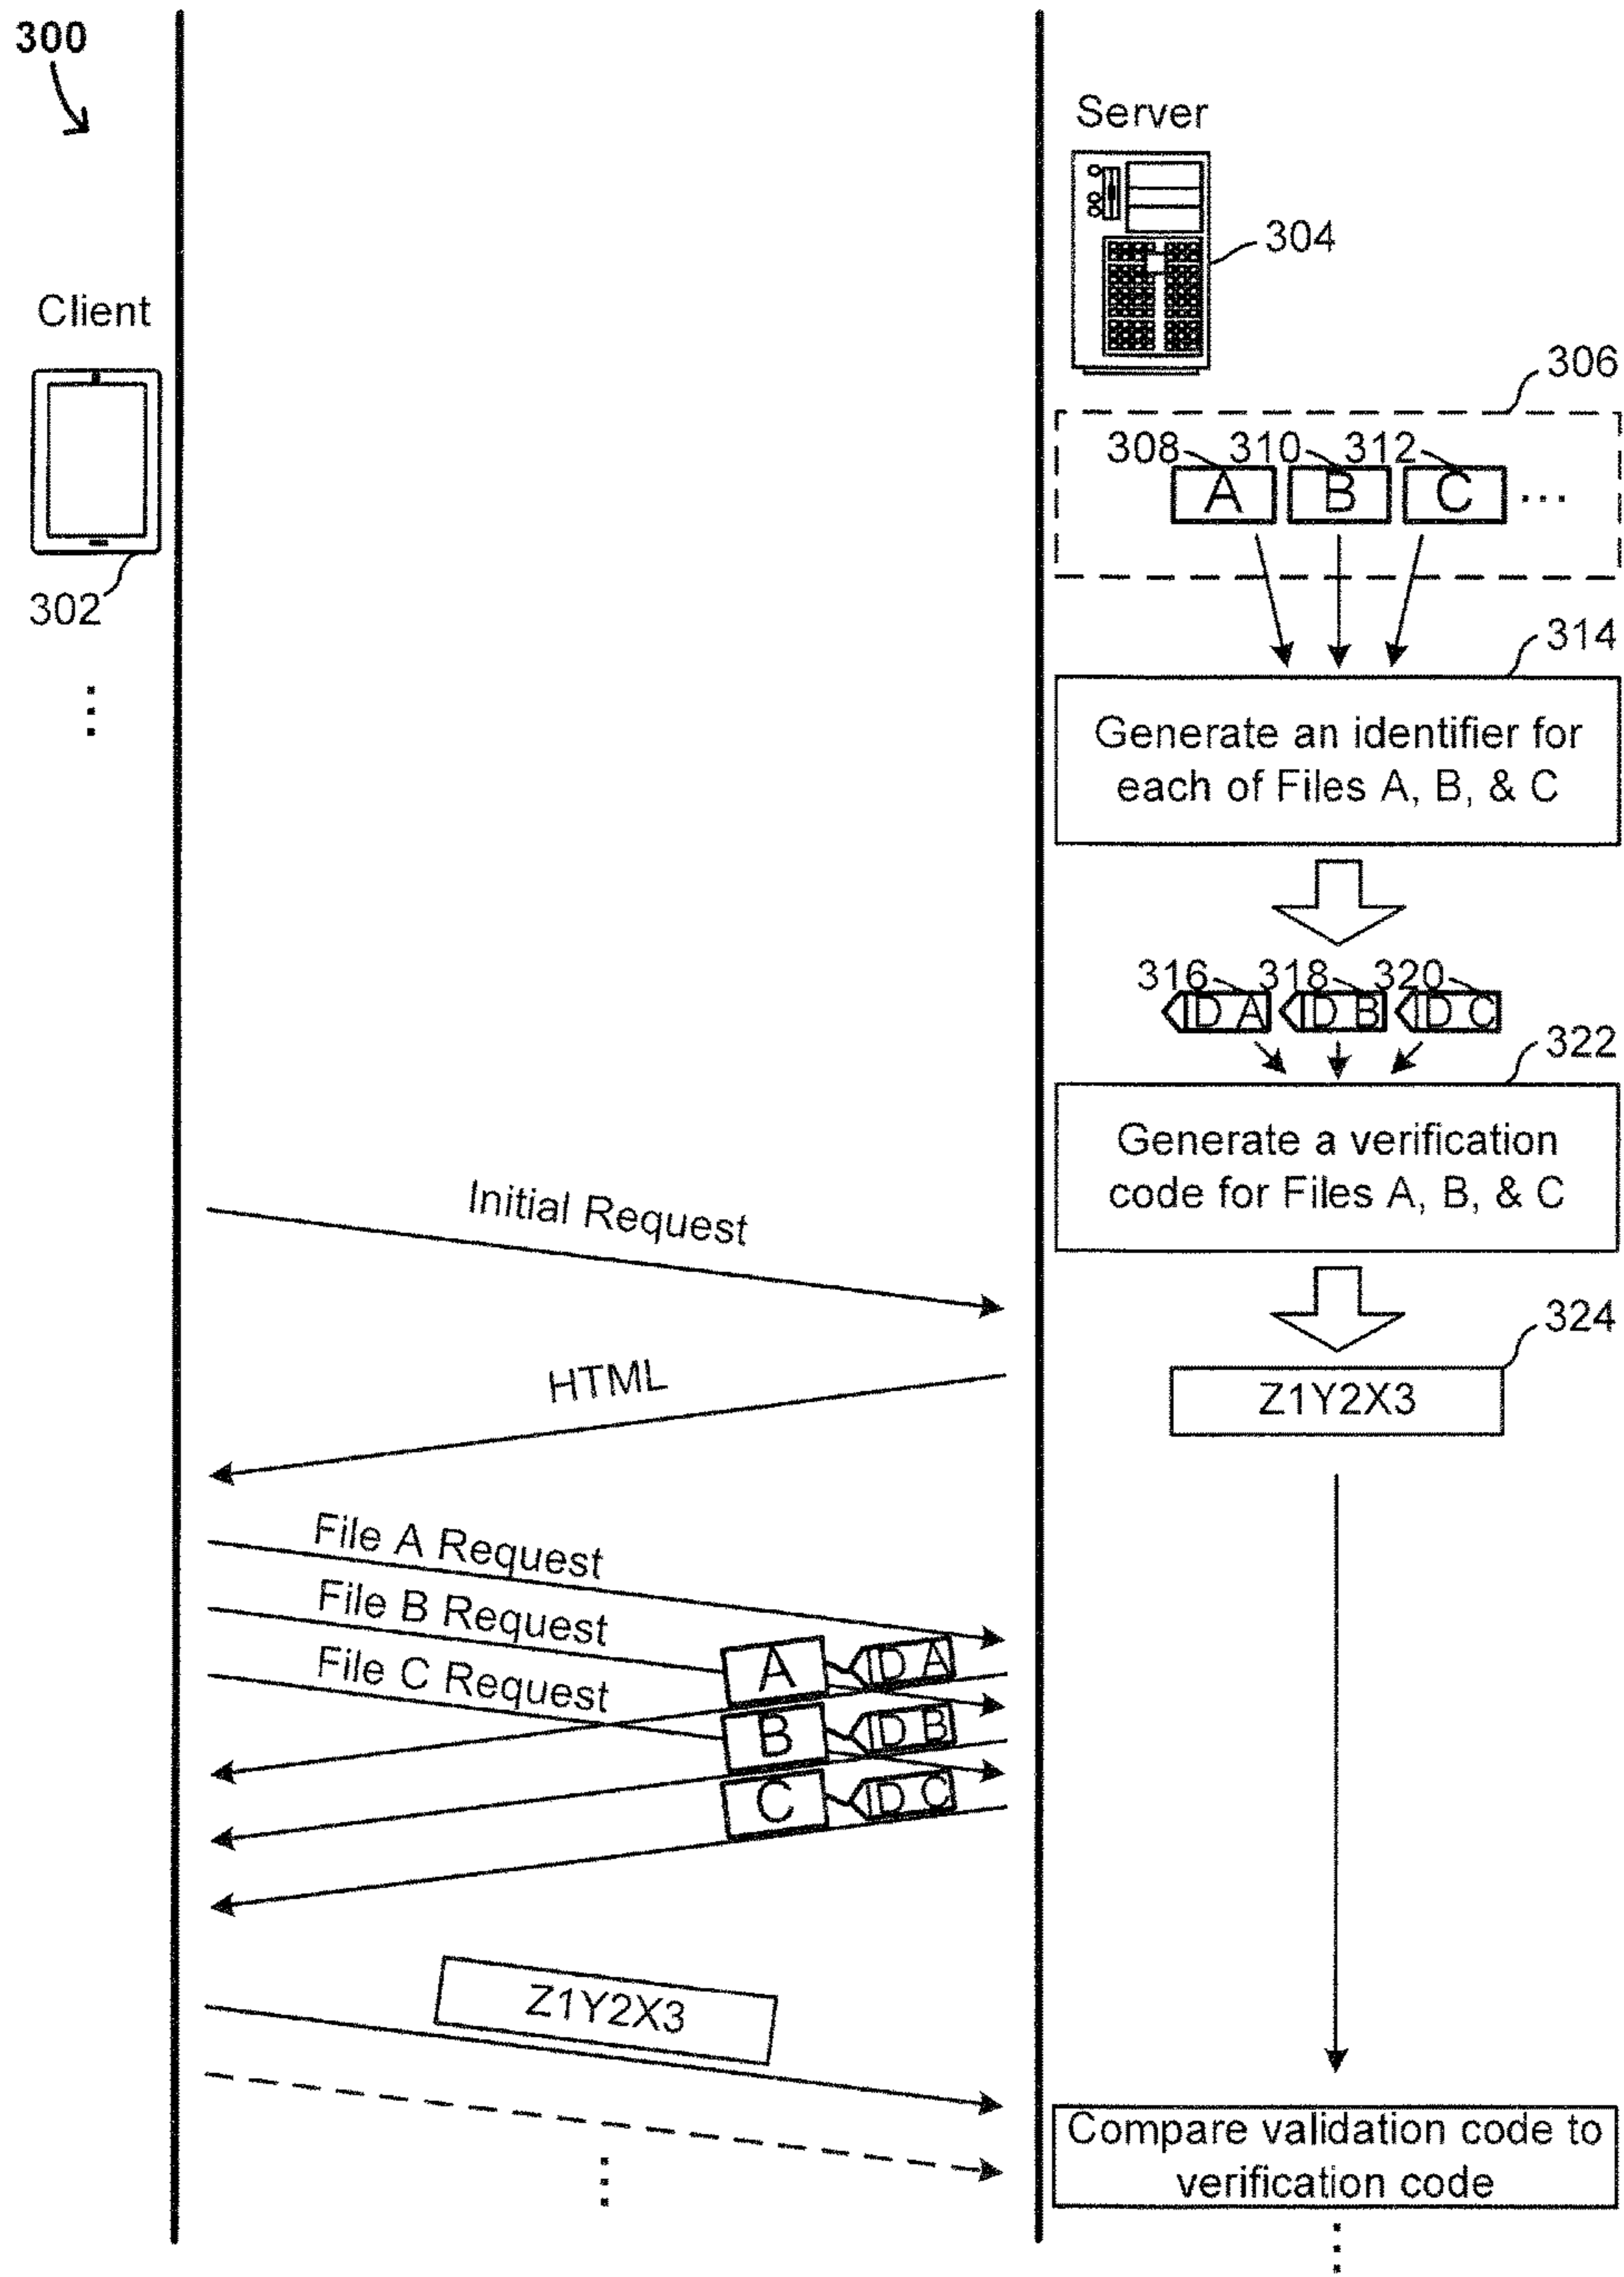 300
Server
304
Client
302
306
308 310 312
A B C ...
314
Generate an identifier for
each of Files A, B, & C
316 318 320
ID A ID B ID C
322
Generate a verification
code for Files A, B, & C
Initial Request
324
Z1Y2X3
HTML
File A Request
File B Request
File C Request
A ID A
B ID B
C ID C
Z1Y2X3
Compare validation code to
verification code